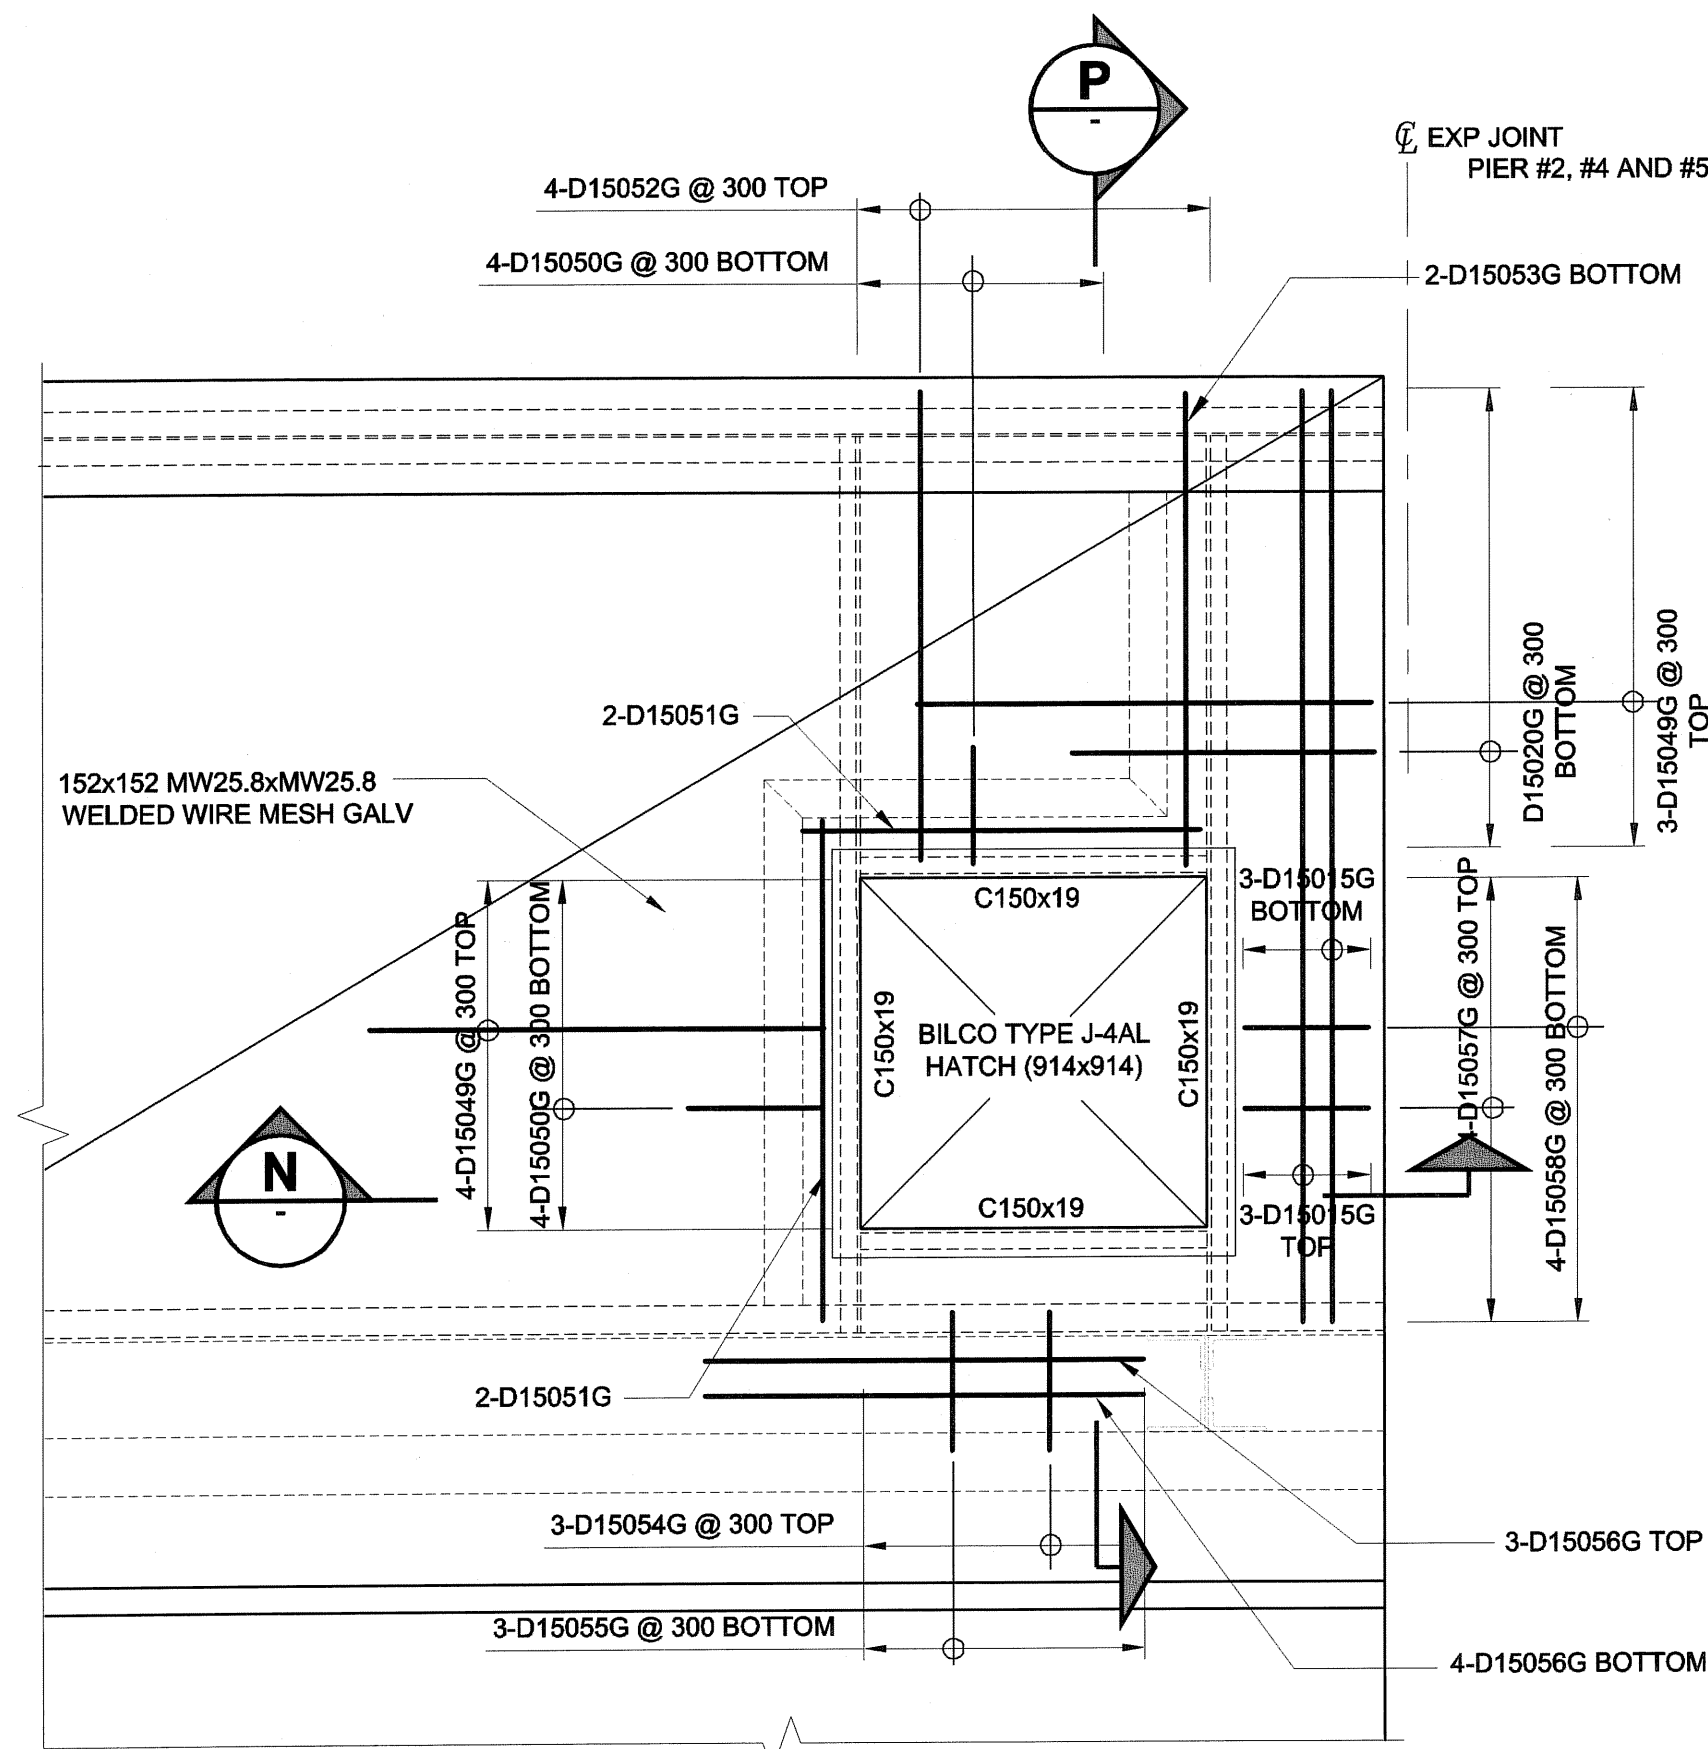 P
-
℄ EXP JOINT
PIER #2, #4 AND #5
4-D15052G @ 300 TOP
4-D15050G @ 300 BOTTOM
2-D15053G BOTTOM
2-D15051G
152x152 MW25.8xMW25.8
WELDED WIRE MESH GALV
D15020G @ 300
BOTTOM
3-D15049G @ 300
TOP
4-D15049G @ 300 TOP
4-D15050G @ 300 BOTTOM
C150x19
C150x19
BILCO TYPE J-4AL
HATCH (914x914)
C150x19
C150x19
3-D15015G
BOTTOM
3-D15015G
TOP
-D15057G @ 300 TOP
4-D15058G @ 300 BOTTOM
N
-
2-D15051G
3-D15054G @ 300 TOP
3-D15055G @ 300 BOTTOM
3-D15056G TOP
4-D15056G BOTTOM